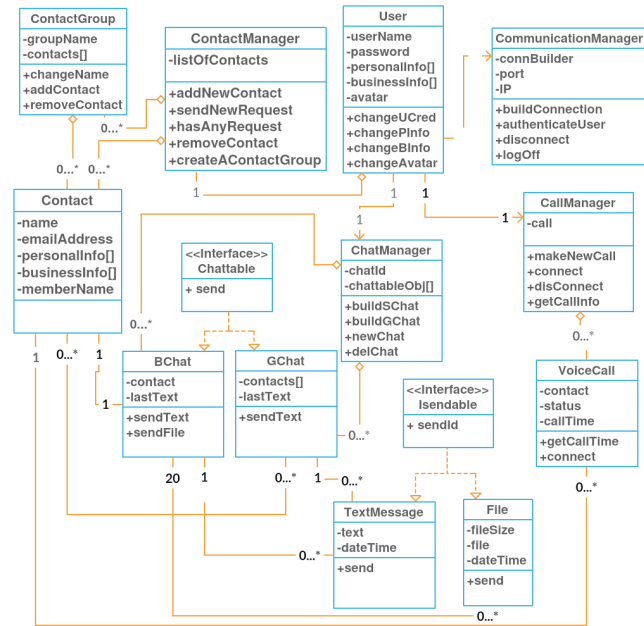 ContactGroup
-groupName
-contacts[]
+changeName
+addContact
+removeContact
ContactManager
-listOfContacts
+addNewContact
+sendNewRequest
+hasAnyRequest
+removeContact
+createAContactGroup
User
-userName
-password
-personalInfo[]
-businessInfo[]
-avatar
+changeUCred
+changePInfo
+changeBInfo
+changeAvatar
CommunicationManager
-connBuilder
-port
-IP
+buildConnection
+authenticateUser
+disconnect
+logOff
0...*
0...*
0...*
1
1
1
1
1
Contact
-name
-emailAddress
-personalInfo[]
-businessInfo[]
-memberName
<<Interface>>
Chattable
+ send
ChatManager
-chatId
-chattableObj[]
+buildSChat
+buildGChat
+newChat
+delChat
CallManager
-call
+makeNewCall
+connect
+disConnect
+getCallInfo
0...*
0...*
1
0...*
1
1
BChat
-contact
-lastText
+sendText
+sendFile
GChat
-contacts[]
-lastText
+sendText
0...*
<<Interface>>
Isendable
+ sendId
VoiceCall
-contact
-status
-callTime
+getCallTime
+connect
20
1
0...*
1
0...*
0...*
TextMessage
-text
-dateTime
+send
File
-fileSize
-file
-dateTime
+send
0...*
0...*